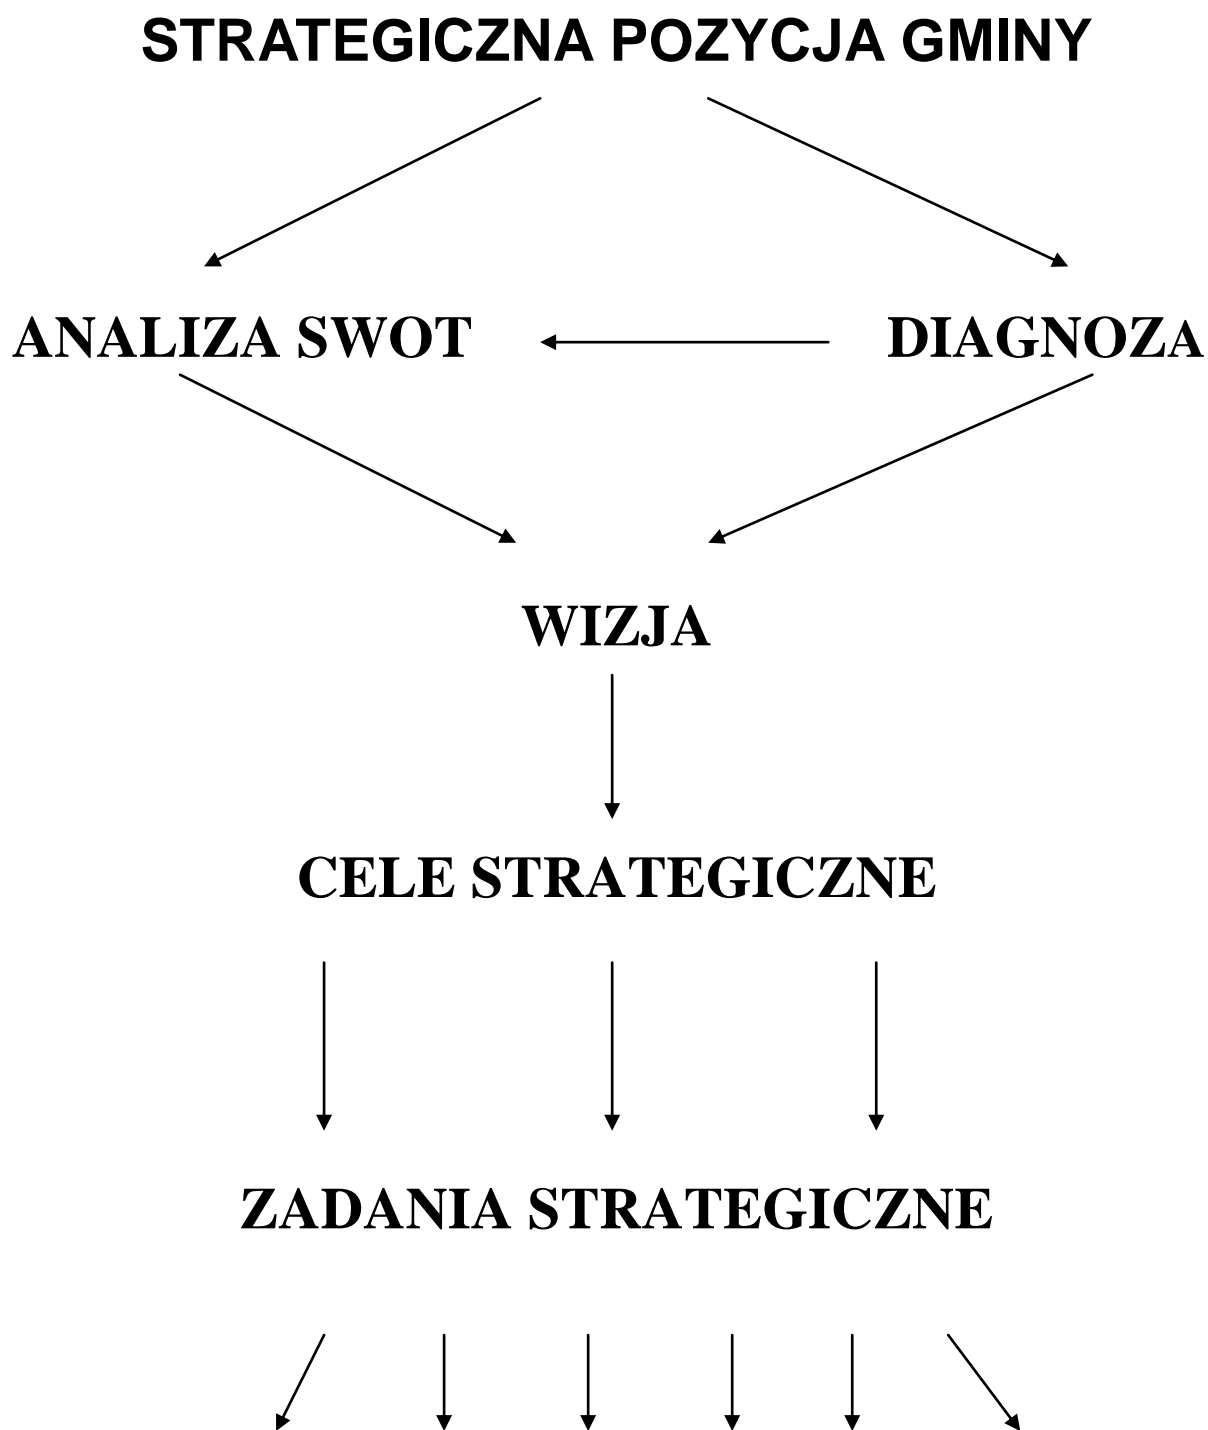 STRATEGICZNA POZYCJA GMINY
ANALIZA SWOT
DIAGNOZA
WIZJA
CELE STRATEGICZNE
ZADANIA STRATEGICZNE